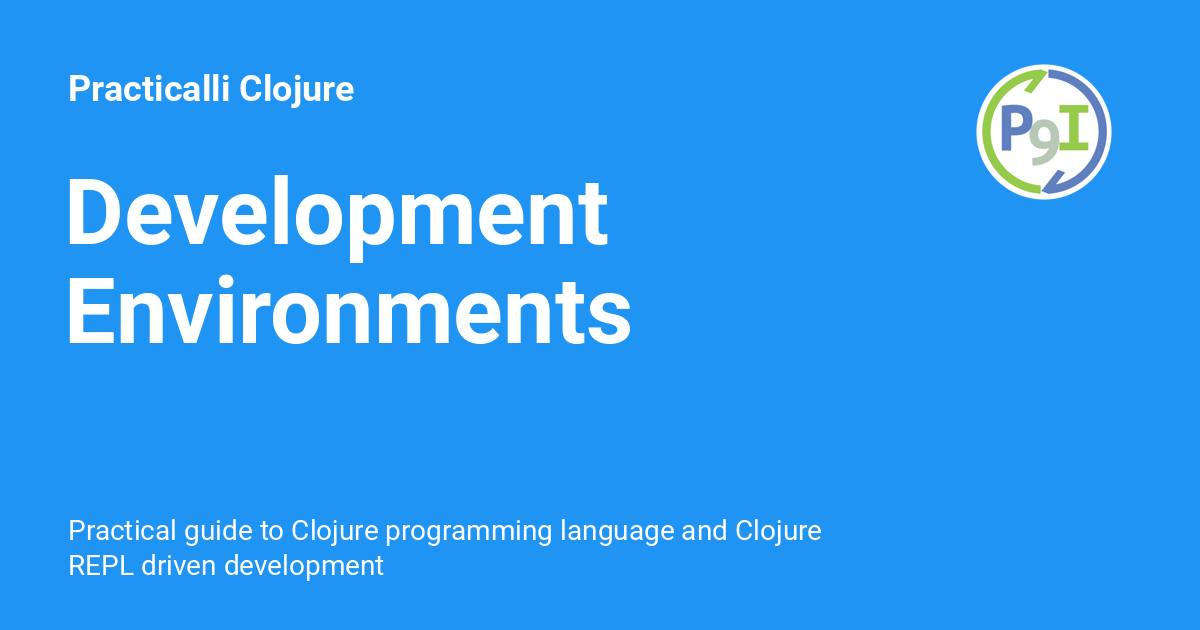 Practicalli Clojure
P9I
Development
Environments
Practical guide to Clojure programming language and Clojure
REPL driven development